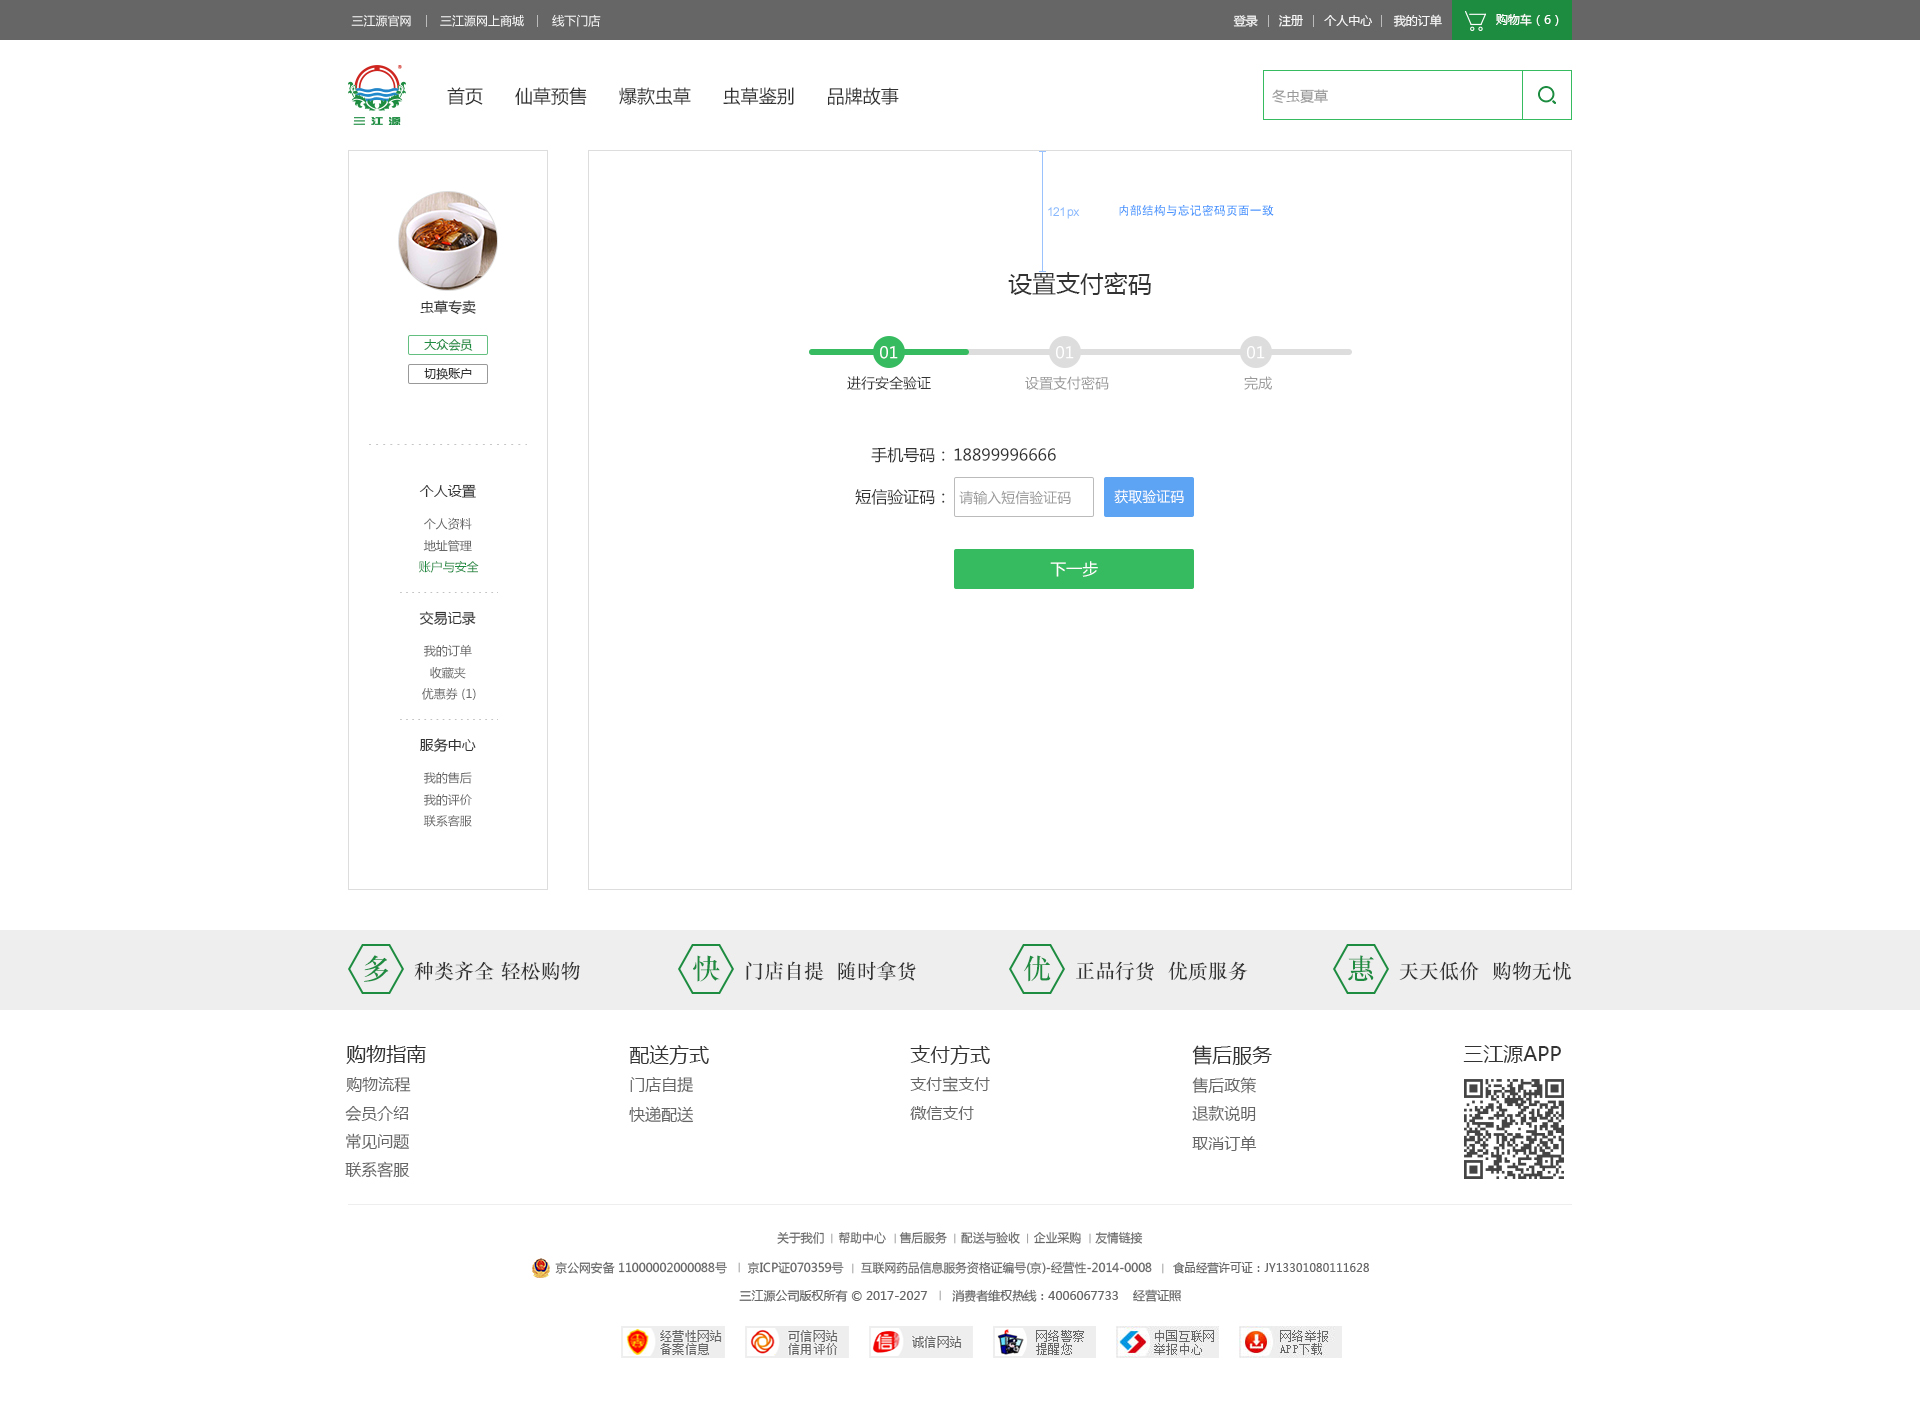 三江源官网 | 三江源网上商城 | 线下门店
登录 | 注册 | 个人中心 | 我的订单 购物车（6）
三江源
首页 仙草预售 爆款虫草 虫草鉴别 品牌故事
冬虫夏草
虫草专卖
大众会员
切换账户
个人设置
个人资料
地址管理
账户与安全
交易记录
我的订单
收藏夹
优惠券 (1)
服务中心
我的售后
我的评价
联系客服
121px 内部结构与忘记密码页面一致
设置支付密码
01 01 01
进行安全验证 设置支付密码 完成
手机号码：18899996666
短信验证码：请输入短信验证码 获取验证码
下一步
多 种类齐全 轻松购物
快 门店自提 随时拿货
优 正品行货 优质服务
惠 天天低价 购物无忧
购物指南
购物流程
会员介绍
常见问题
联系客服
配送方式
门店自提
快递配送
支付方式
支付宝支付
微信支付
售后服务
售后政策
退款说明
取消订单
三江源APP
关于我们 | 帮助中心 | 售后服务 | 配送与验收 | 企业采购 | 友情链接
京公网安备 11000002000088号 | 京ICP证070359号 | 互联网药品信息服务资格证编号(京)-经营性-2014-0008 | 食品经营许可证：JY13301080111628
三江源公司版权所有 © 2017-2027 | 消费者维权热线：4006067733 经营证照
经营性网站
备案信息
可信网站
信用评价
诚信网站
网络警察
提醒您
中国互联网
举报中心
网络举报
APP下载